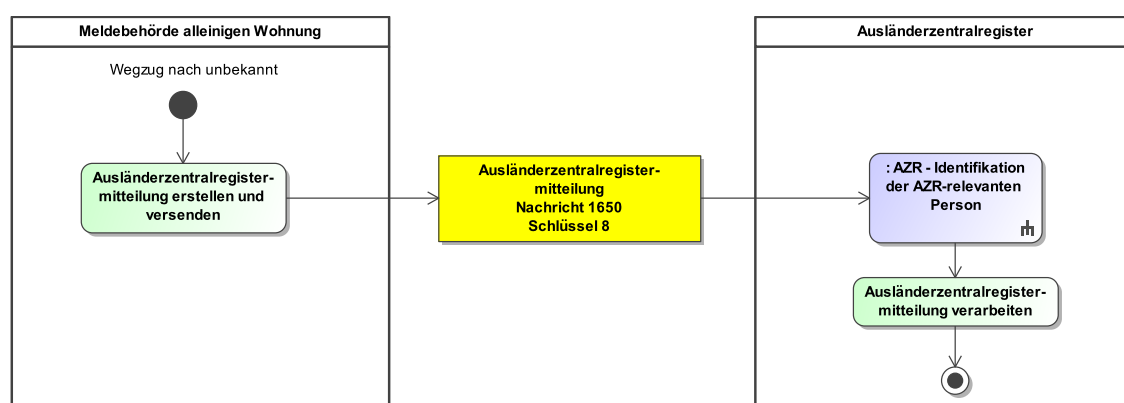 Meldebehörde alleinigen Wohnung
Wegzug nach unbekannt
Ausländerzentralregister-
mitteilung erstellen und
versenden
Ausländerzentralregister-
mitteilung
Nachricht 1650
Schlüssel 8
Ausländerzentralregister
: AZR - Identifikation
der AZR-relevanten
Person
Ausländerzentralregister-
mitteilung verarbeiten